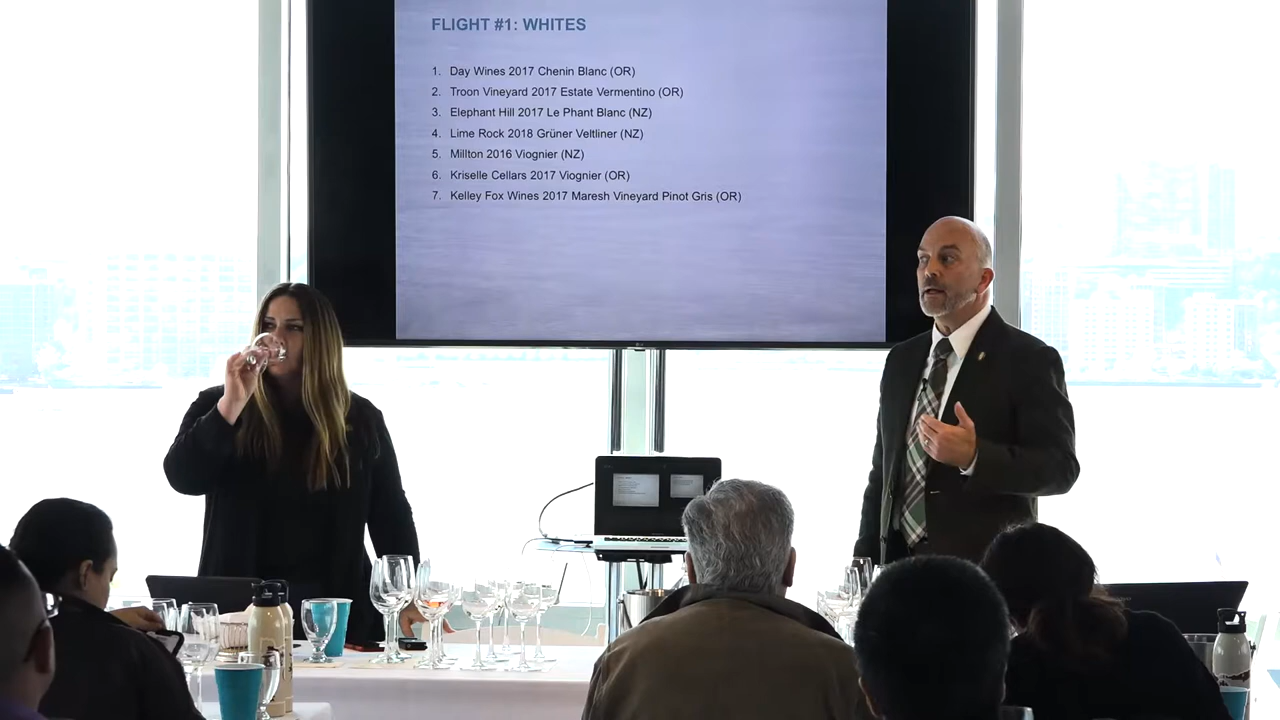 FLIGHT #1: WHITES
1. Day Wines 2017 Chenin Blanc (OR)
2. Troon Vineyard 2017 Estate Vermentino (OR)
3. Elephant Hill 2017 Le Phant Blanc (NZ)
4. Lime Rock 2018 Grüner Veltliner (NZ)
5. Millton 2016 Viognier (NZ)
6. Kriselle Cellars 2017 Viognier (OR)
7. Kelley Fox Wines 2017 Maresh Vineyard Pinot Gris (OR)